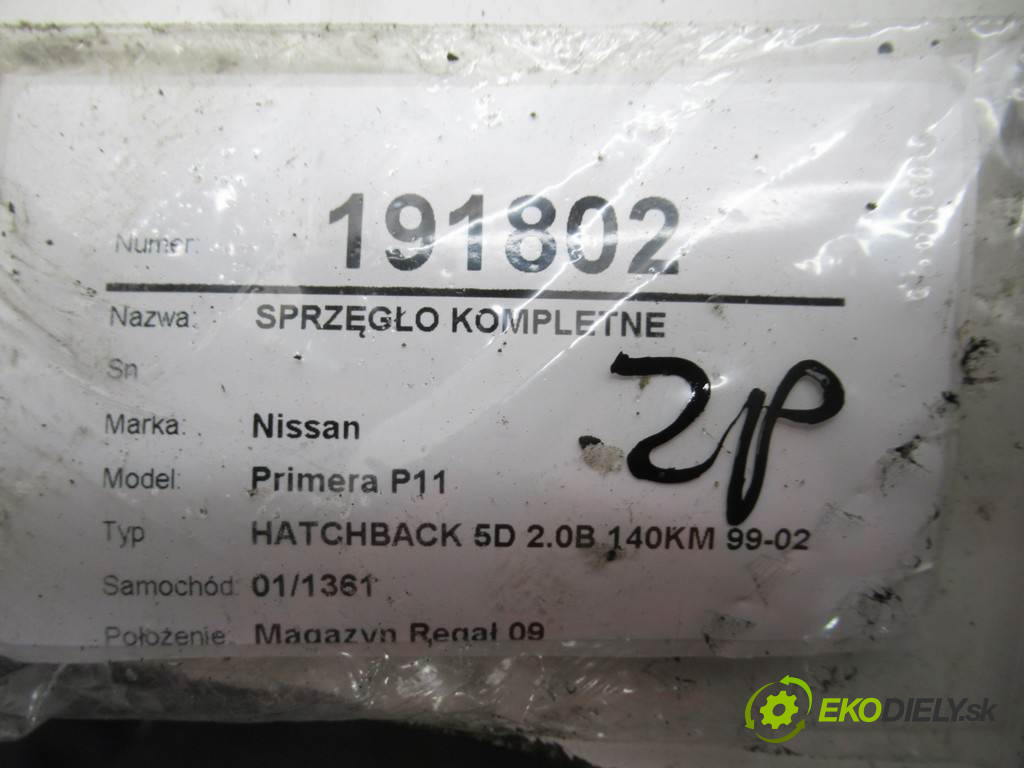 Numer: 191802
Nazwa: SPRZĘGŁO KOMPLETNE
Sn
Marka: Nissan
Model: Primera P11
Typ HATCHBACK 5D 2.0B 140KM 99-02
Samochód: 01/1361
Położenie: Magazyn Regał 09
EKODIELY.sk